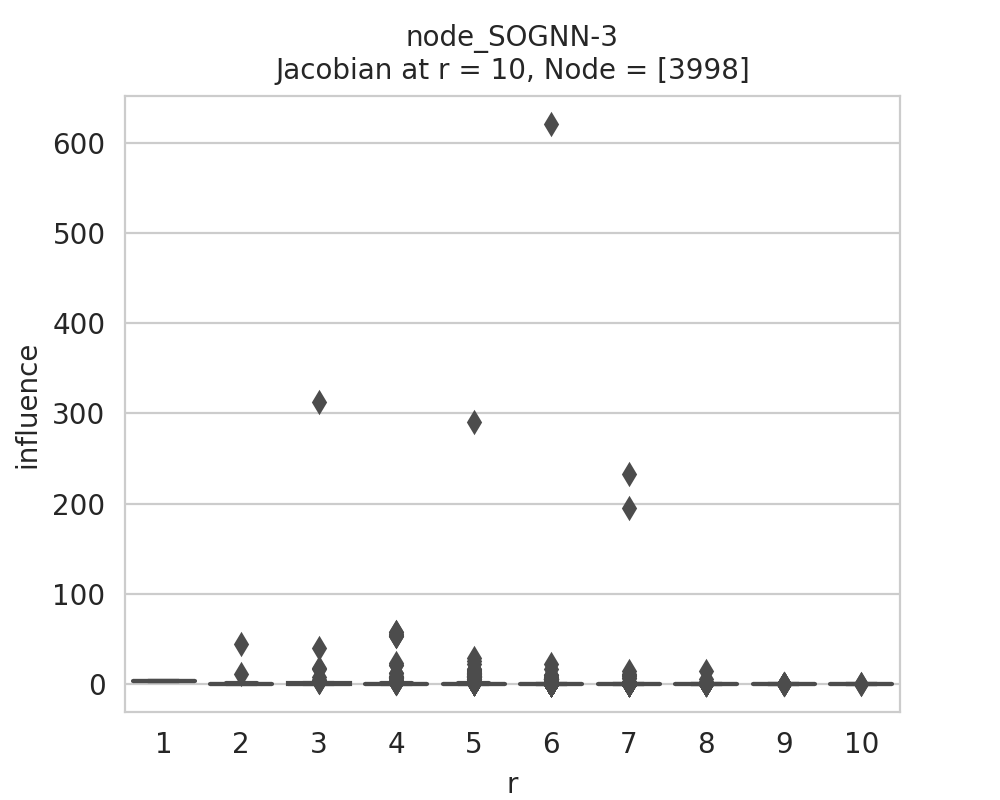 node_SOGNN-3
Jacobian at r = 10, Node = [3998]
influence
600
500
400
300
200
100
0
1 2 3 4 5 6 7 8 9 10
r